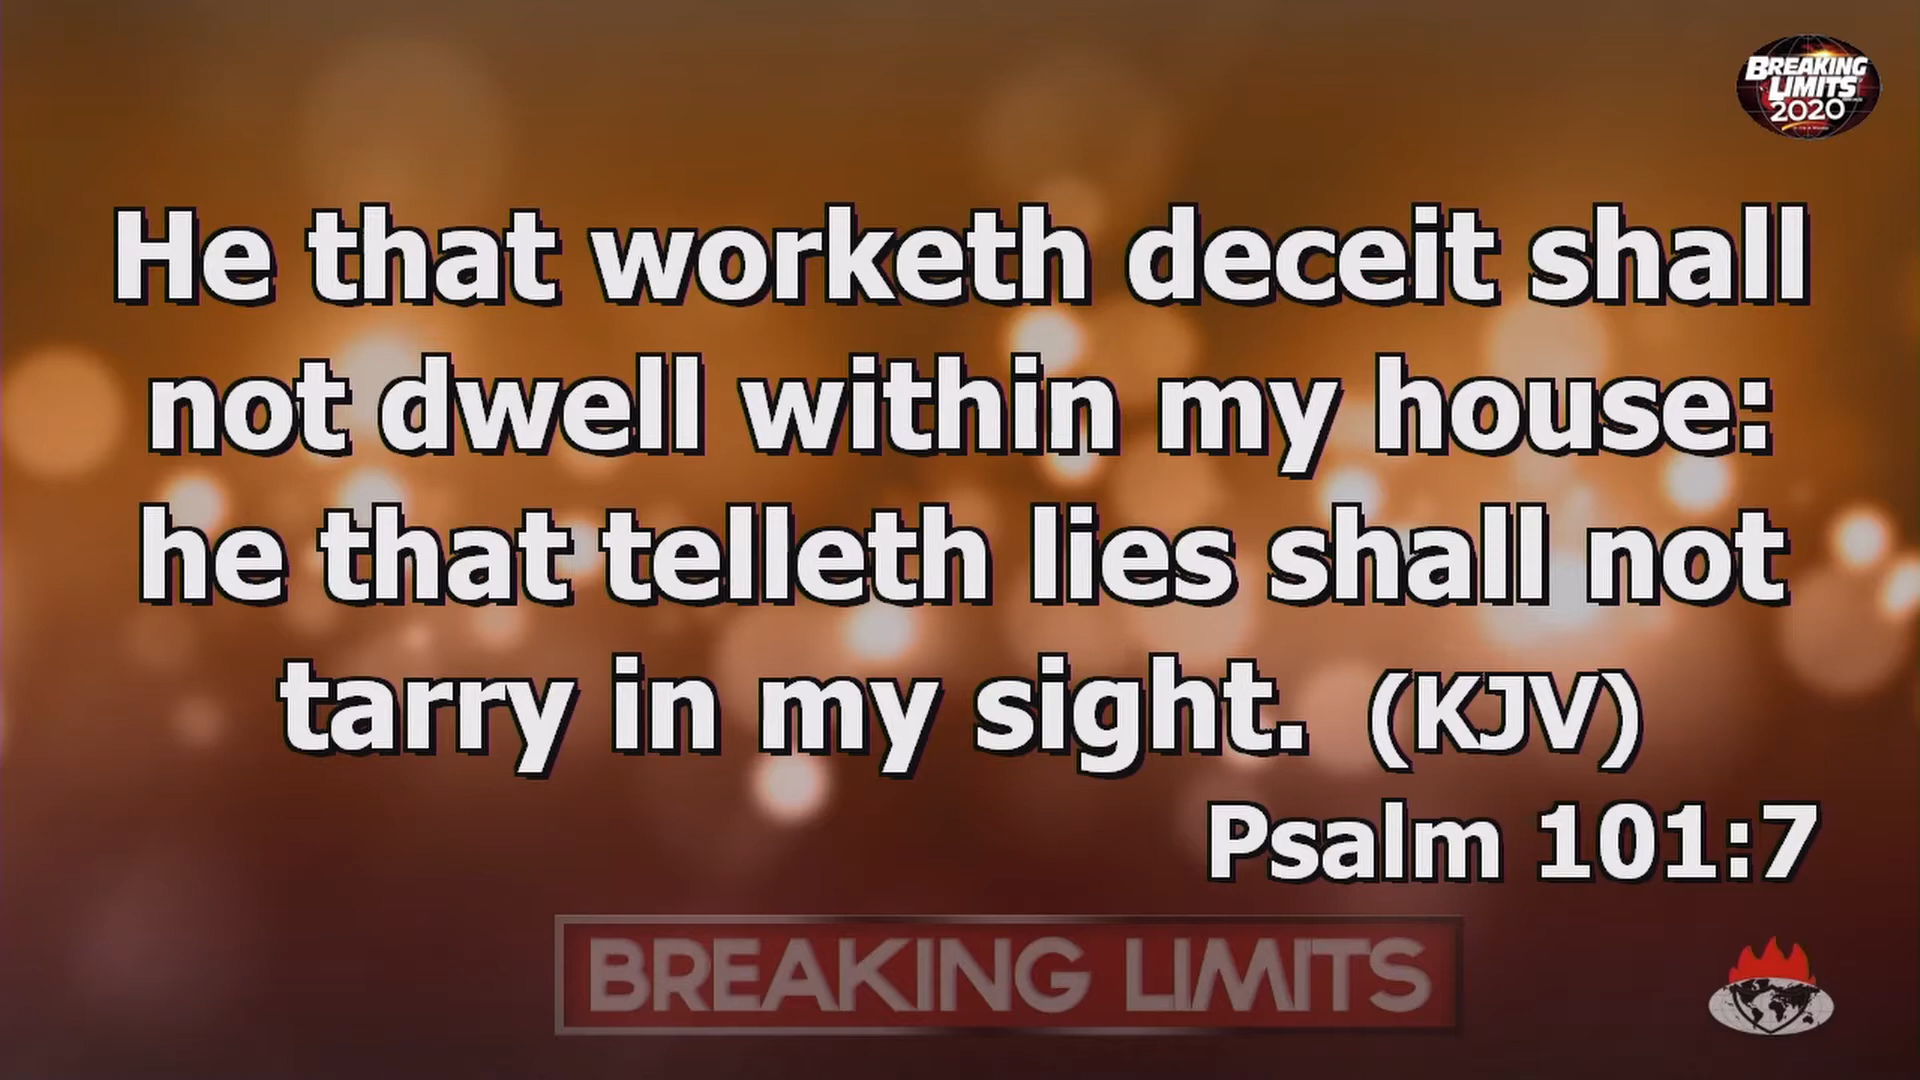 BREAKING
LIMITS
2020
He that worketh deceit shall
not dwell within my house:
he that telleth lies shall not
tarry in my sight. (KJV)
Psalm 101:7
BREAKING LIMITS